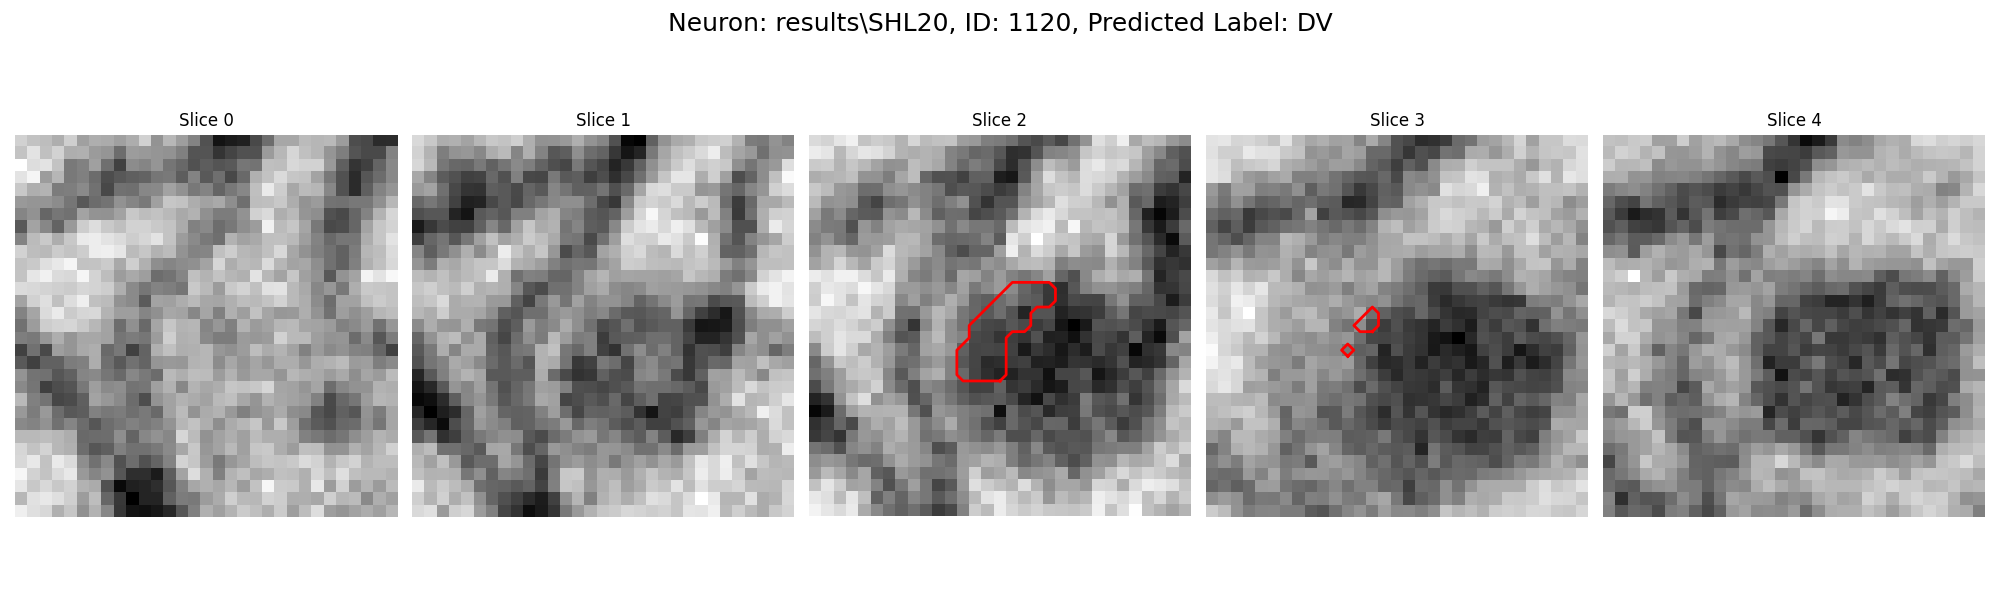 Neuron: results\SHL20, ID: 1120, Predicted Label: DV
Slice 0
Slice 1
Slice 2
Slice 3
Slice 4